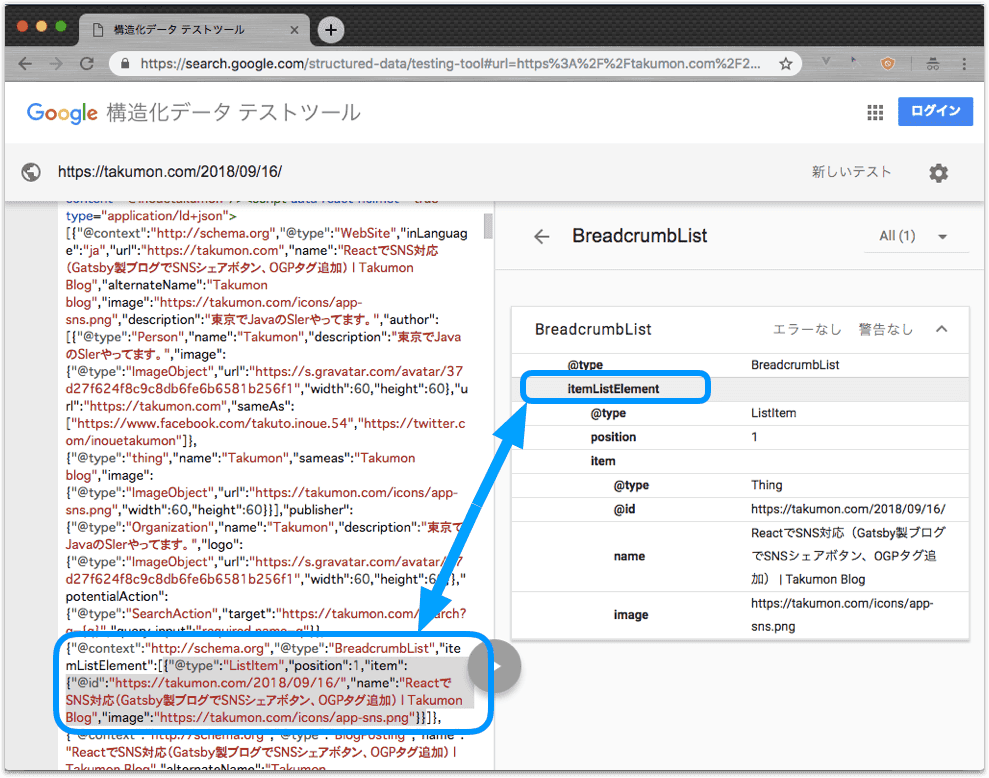 構造化データ テストツール
https://search.google.com/structured-data/testing-tool#url=https%3A%2F%2Ftakumon.com%2F2...
Google 構造化データ テストツール
ログイン
https://takumon.com/2018/09/16/
新しいテスト
type="application/ld+json">
[{"@context":"http://schema.org","@type":"WebSite","inLanguag
e":"ja","url":"https://takumon.com","name":"ReactでSNS対応
（Gatsby製ブログでSNSシェアボタン、OGPタグ追加） | Takumon
Blog","alternateName":"Takumon
blog","image":"https://takumon.com/icons/app-
sns.png","description":"東京でJavaのSIerやってます。","author":
[{"@type":"Person","name":"Takumon","description":"東京でJava
のSIerやってます。","image":
{"@type":"ImageObject","url":"https://s.gravatar.com/avatar/37
d27f624f8c9c8db6fe6b6581b256f1","width":60,"height":60},"u
rl":"https://takumon.com","sameAs":
["https://www.facebook.com/takuto.inoue.54","https://twitter.c
om/inouetakumon"]},
{"@type":"thing","name":"Takumon","sameas":"Takumon
blog","image":
{"@type":"ImageObject","url":"https://takumon.com/icons/app-
sns.png","width":60,"height":60}}],"publisher":
{"@type":"Organization","name":"Takumon","description":"東京で
JavaのSIerやってます。","logo":
{"@type":"ImageObject","url":"https://s.gravatar.com/avatar/
d27f624f8c9c8db6fe6b6581b256f1","width":60,"height":
potentialAction":
{"@type":"SearchAction","target":"https://takumon.com/search?
{"@context":"http://schema.org","@type":"BreadcrumbList","ite
mListElement":[{"@type":"ListItem","position":1,"item":
{"@id":"https://takumon.com/2018/09/16/","name":"Reactで
SNS対応（Gatsby製ブログでSNSシェアボタン、OGPタグ追加） | Takumon
Blog","image":"https://takumon.com/icons/app-sns.png"}}]},
{"@context":"http://schema.org","@type":"BlogPosting","name":
"ReactでSNS対応（Gatsby製ブログでSNSシェアボタン、OGPタグ追加） |
Takumon Blog","alternateName":"Takumon
BreadcrumbList
All (1)
BreadcrumbList エラーなし 警告なし
@type BreadcrumbList
itemListElement
@type ListItem
position 1
item
@type Thing
@id https://takumon.com/2018/09/16/
name ReactでSNS対応（Gatsby製ブログ
でSNSシェアボタン、OGPタグ追
加） | Takumon Blog
image https://takumon.com/icons/app-
sns.png